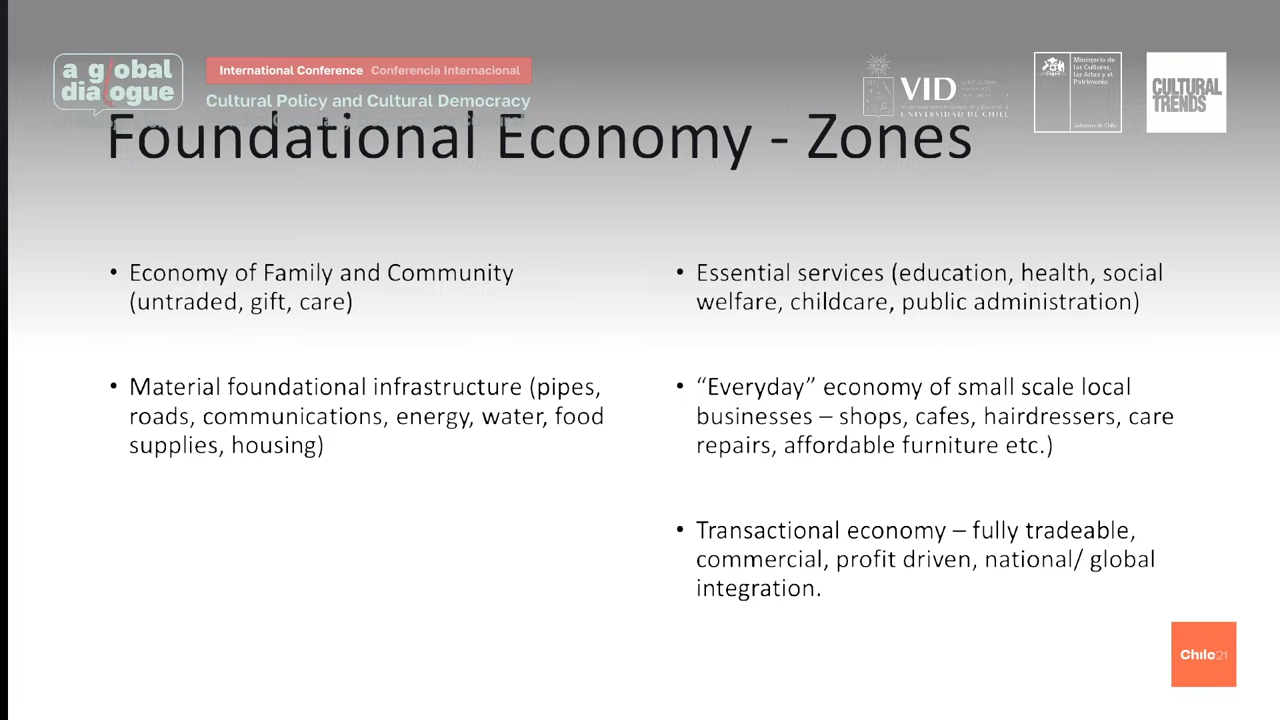 a global
dialogue
International Conference Conferencia Internacional
Cultural Policy and Cultural Democracy
VID
UNIVERSIDAD DE CHILE
Ministerio de
las Culturas,
las Artes y el
Patrimonio
Gobierno de Chile
CULTURAL
TRENDS
Foundational Economy - Zones
• Economy of Family and Community
(untraded, gift, care)
• Material foundational infrastructure (pipes,
roads, communications, energy, water, food
supplies, housing)
• Essential services (education, health, social
welfare, childcare, public administration)
• “Everyday” economy of small scale local
businesses – shops, cafes, hairdressers, care
repairs, affordable furniture etc.)
• Transactional economy – fully tradeable,
commercial, profit driven, national/ global
integration.
Chilo21